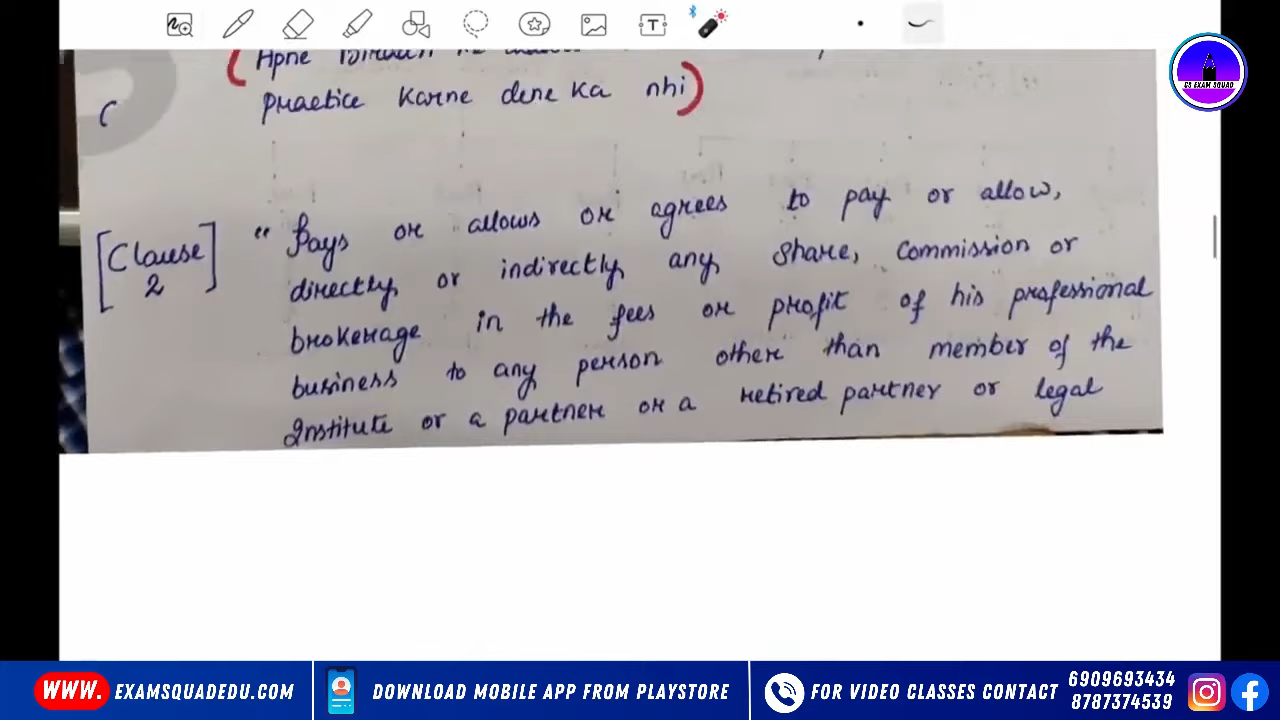 CS EXAM SQUAD
(Apne
practice Karne dene Ka nhi)
C
[Clause 2]
" Pays or allows or agrees to pay or allow,
directly or indirectly any share, commission or
brokerage in the fees or profit of his professional
business to any person other than member of the
Institute or a partner or a retired partner or legal
WWW. EXAMSQUADEDU.COM
DOWNLOAD MOBILE APP FROM PLAYSTORE
FOR VIDEO CLASSES CONTACT
6909693434
8787374539